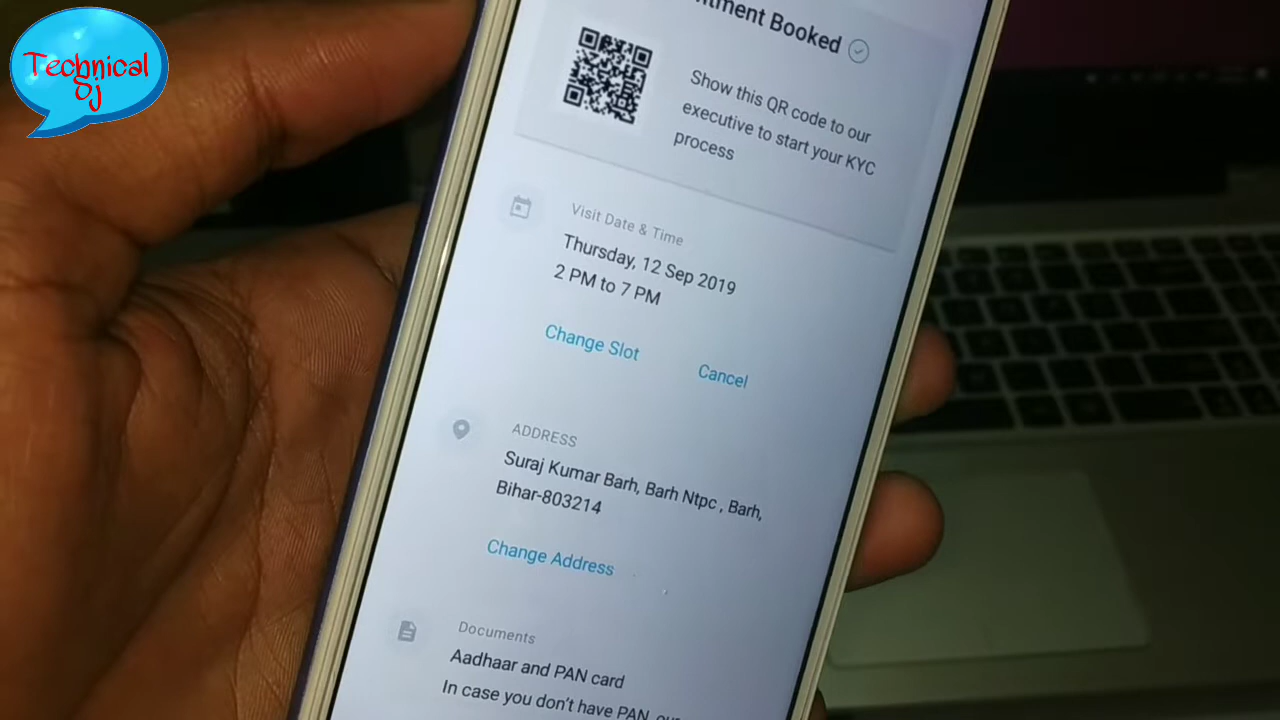 Technical
Sj
Booked
Show this QR code to our
executive to start your KYC
process
Visit Date & Time
Thursday, 12 Sep 2019
2 PM to 7 PM
Change Slot Cancel
ADDRESS
Suraj Kumar Barh, Barh Ntpc , Barh,
Bihar-803214
Change Address
Documents
Aadhaar and PAN card
In case you don't have PAN,